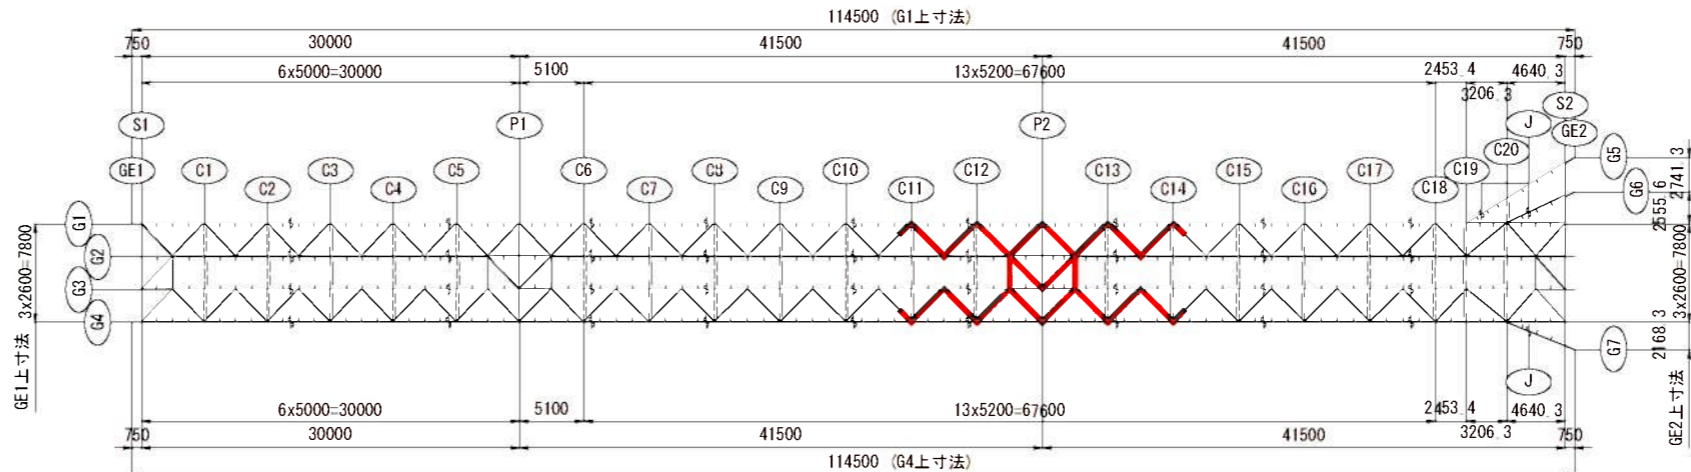 114500 (G1上寸法)
750 30000 41500 41500 750
6x5000=30000 5100 13x5200=67600 2453.4 4640.3
3206.3
S1 P1 P2 J S2
GE1 C1 C2 C3 C4 C5 C6 C7 C8 C9 C10 C11 C12 C13 C14 C15 C16 C17 C18 C19 C20 GE2
G5
G6
G1
G2
G3
G4
G7
3x2600=7800
GE1上寸法
2741.3
2555.6
3x2600=7800
2168.3
GE2上寸法
J
6x5000=30000 5100 13x5200=67600 2453.4 4640.3
3206.3
750 30000 41500 41500 750
114500 (G4上寸法)